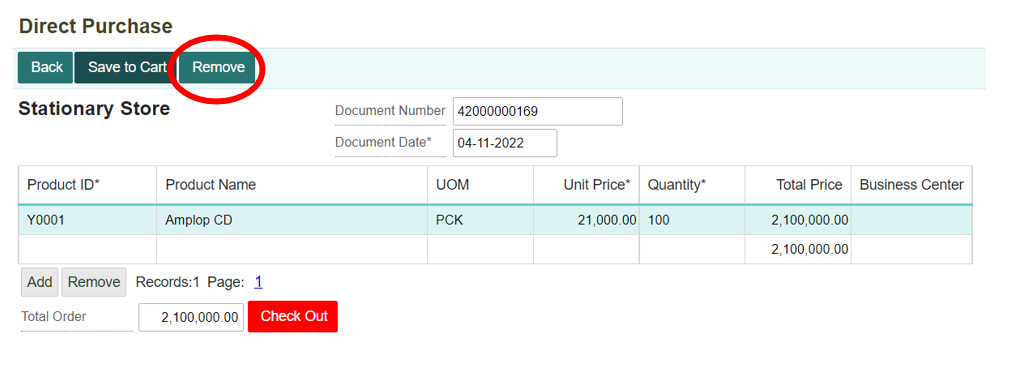 Direct Purchase
Back Save to Cart Remove
Stationary Store
Document Number 42000000169
Document Date* 04-11-2022
Product ID* Product Name UOM Unit Price* Quantity* Total Price Business Center
Y0001 Amplop CD PCK 21,000.00 100 2,100,000.00
2,100,000.00
Add Remove Records:1 Page: 1
Total Order 2,100,000.00 Check Out